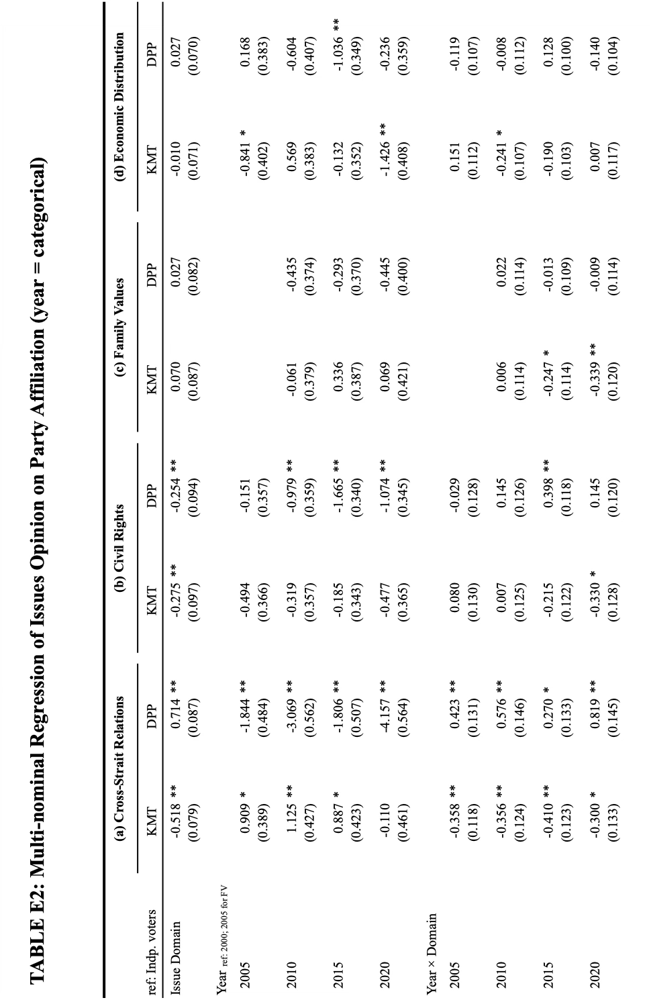 TABLE E2: Multi-nominal Regression of Issues Opinion on Party Affiliation (year = categorical)
(a) Cross-Strait Relations (b) Civil Rights (c) Family Values (d) Economic Distribution
ref: Indp. voters KMT DPP KMT DPP KMT DPP KMT DPP
Issue Domain -0.518 ** 0.714 ** -0.275 ** -0.254 ** 0.070 0.027 -0.010 0.027
(0.079) (0.087) (0.097) (0.094) (0.087) (0.082) (0.071) (0.070)
Year ref: 2000; 2005 for FV
2005 0.909 * -1.844 ** -0.494 -0.151 -0.841 * 0.168
(0.389) (0.484) (0.366) (0.357) (0.402) (0.383)
2010 1.125 ** -3.069 ** -0.319 -0.979 ** -0.061 -0.435 0.569 -0.604
(0.427) (0.562) (0.357) (0.359) (0.379) (0.374) (0.383) (0.407)
2015 0.887 * -1.806 ** -0.185 -1.665 ** 0.336 -0.293 -0.132 -1.036 **
(0.423) (0.507) (0.343) (0.340) (0.387) (0.370) (0.352) (0.349)
2020 -0.110 -4.157 ** -0.477 -1.074 ** 0.069 -0.445 -1.426 ** -0.236
(0.461) (0.564) (0.365) (0.345) (0.421) (0.400) (0.408) (0.359)
Year × Domain
2005 -0.358 ** 0.423 ** 0.080 -0.029 0.151 -0.119
(0.118) (0.131) (0.130) (0.128) (0.112) (0.107)
2010 -0.356 ** 0.576 ** 0.007 0.145 0.006 0.022 -0.241 * -0.008
(0.124) (0.146) (0.125) (0.126) (0.114) (0.114) (0.107) (0.112)
2015 -0.410 ** 0.270 * -0.215 0.398 ** -0.247 * -0.013 -0.190 0.128
(0.123) (0.133) (0.122) (0.118) (0.114) (0.109) (0.103) (0.100)
2020 -0.300 * 0.819 ** -0.330 * 0.145 -0.339 ** -0.009 0.007 -0.140
(0.133) (0.145) (0.128) (0.120) (0.120) (0.114) (0.117) (0.104)